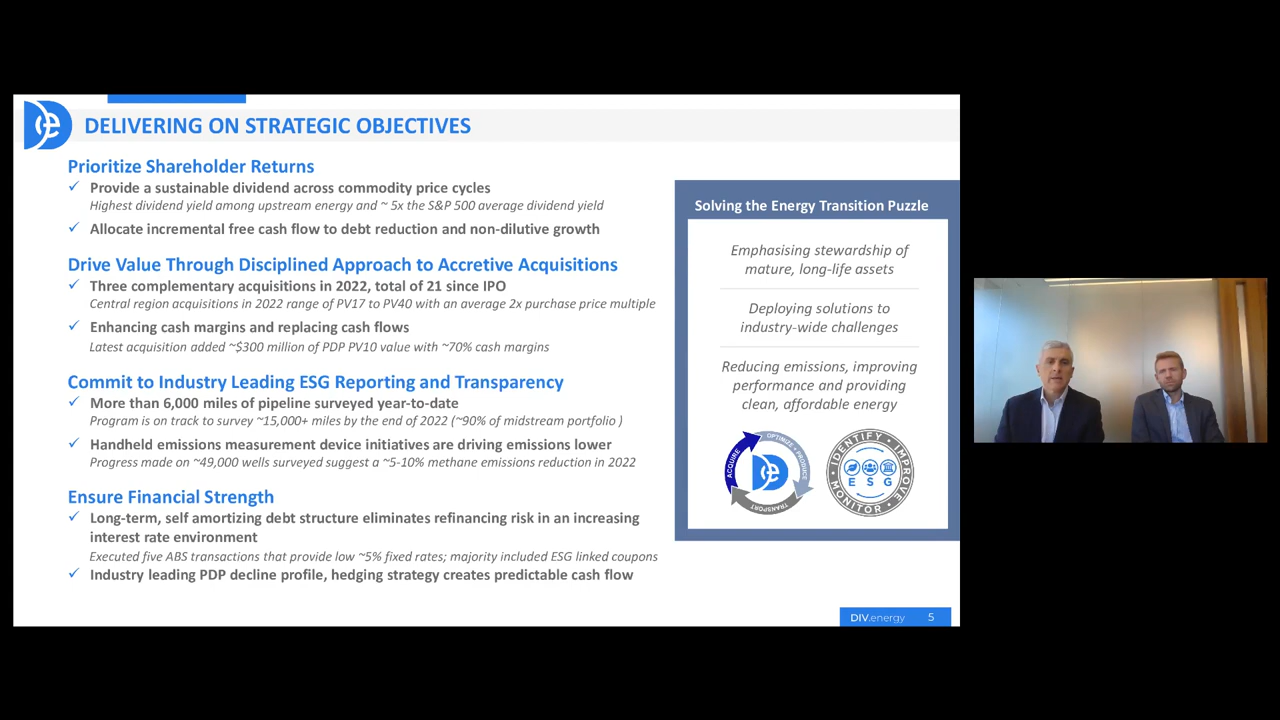 DELIVERING ON STRATEGIC OBJECTIVES
Prioritize Shareholder Returns
✓ Provide a sustainable dividend across commodity price cycles
Highest dividend yield among upstream energy and ~ 5x the S&P 500 average dividend yield
✓ Allocate incremental free cash flow to debt reduction and non-dilutive growth
Drive Value Through Disciplined Approach to Accretive Acquisitions
✓ Three complementary acquisitions in 2022, total of 21 since IPO
Central region acquisitions in 2022 range of PV17 to PV40 with an average 2x purchase price multiple
✓ Enhancing cash margins and replacing cash flows
Latest acquisition added ~$300 million of PDP PV10 value with ~70% cash margins
Commit to Industry Leading ESG Reporting and Transparency
✓ More than 6,000 miles of pipeline surveyed year-to-date
Program is on track to survey ~15,000+ miles by the end of 2022 (~90% of midstream portfolio )
✓ Handheld emissions measurement device initiatives are driving emissions lower
Progress made on ~49,000 wells surveyed suggest a ~5-10% methane emissions reduction in 2022
Ensure Financial Strength
✓ Long-term, self amortizing debt structure eliminates refinancing risk in an increasing
interest rate environment
Executed five ABS transactions that provide low ~5% fixed rates; majority included ESG linked coupons
✓ Industry leading PDP decline profile, hedging strategy creates predictable cash flow
Solving the Energy Transition Puzzle
Emphasising stewardship of
mature, long-life assets
Deploying solutions to
industry-wide challenges
Reducing emissions, improving
performance and providing
clean, affordable energy
ACQUIRE
OPTIMIZE • PRODUCE
TRANSPORT
IDENTIFY • IMPROVE • MONITOR •
E S G
DIV.energy 5